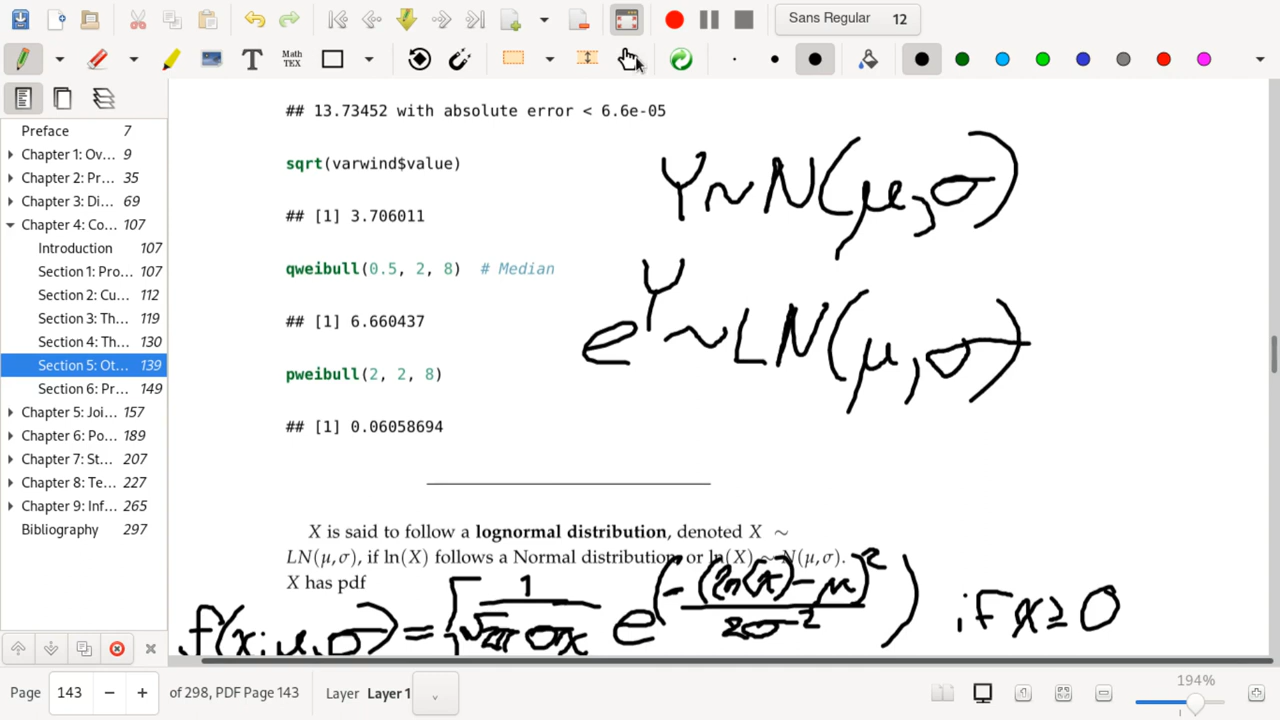 Sans Regular 12
Math
TEX
Preface 7
Chapter 1: Ov... 9
Chapter 2: Pr... 35
Chapter 3: Di... 69
Chapter 4: Co... 107
Introduction 107
Section 1: Pro... 107
Section 2: Cu... 112
Section 3: Th... 119
Section 4: Th... 130
Section 5: Ot... 139
Section 6: Pr... 149
Chapter 5: Joi... 157
Chapter 6: Po... 189
Chapter 7: St... 207
Chapter 8: Te... 227
Chapter 9: Inf... 265
Bibliography 297
## 13.73452 with absolute error < 6.6e-05
sqrt(varwind$value)
## [1] 3.706011
qweibull(0.5, 2, 8) # Median
## [1] 6.660437
pweibull(2, 2, 8)
## [1] 0.06058694
Y~N(μ,σ)
e^Y~LN(μ,σ)
X is said to follow a lognormal distribution, denoted X ∼
LN(μ,σ), if ln(X) follows a Normal distribution, or ln(X) ∼ N(μ,σ).
X has pdf
f(x;μ,σ) = { 1/(√2π σx) e^(-(ln(x)-μ)²/2σ²) if x≥0
Page 143 of 298, PDF Page 143 Layer Layer 1 194%